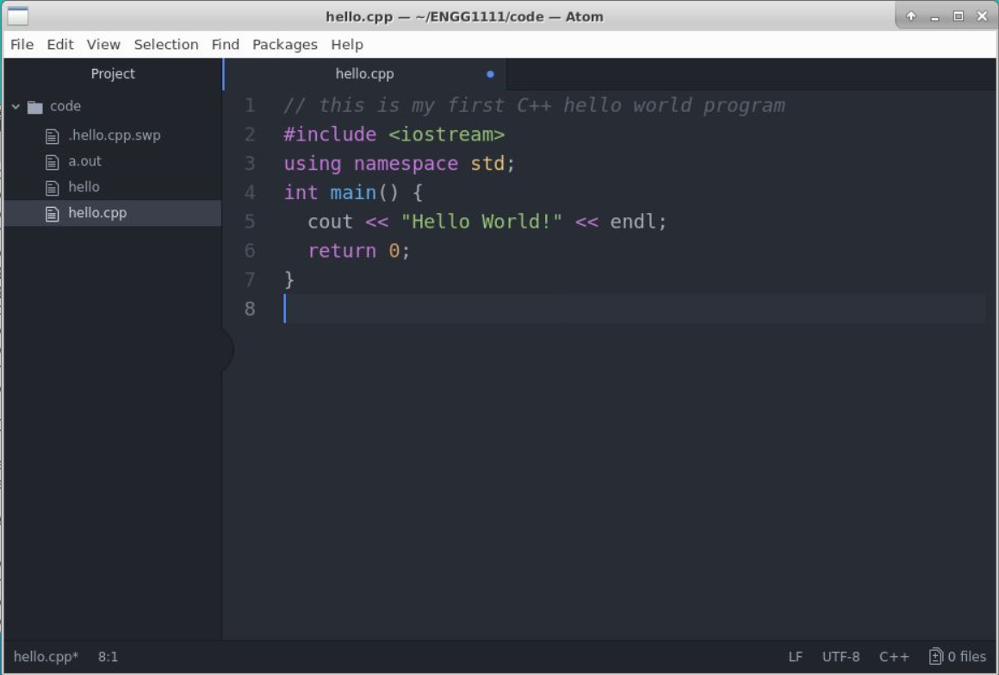 hello.cpp — ~/ENGG1111/code — Atom
File Edit View Selection Find Packages Help
Project
hello.cpp
code
.hello.cpp.swp
a.out
hello
hello.cpp
1 // this is my first C++ hello world program
2 #include <iostream>
3 using namespace std;
4 int main() {
5   cout << "Hello World!" << endl;
6   return 0;
7 }
8
hello.cpp* 8:1 LF UTF-8 C++ 0 files